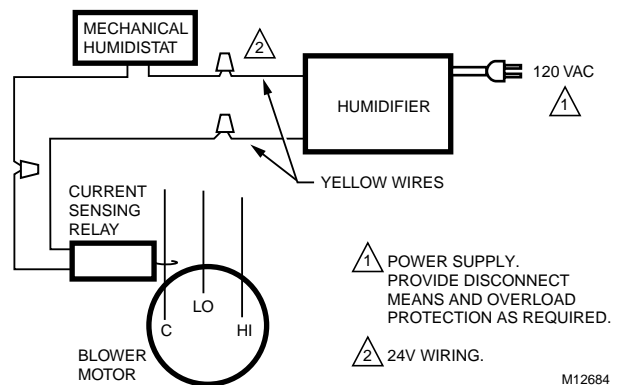 MECHANICAL
HUMIDISTAT
2
HUMIDIFIER
120 VAC
1
YELLOW WIRES
CURRENT
SENSING
RELAY
C
LO
HI
BLOWER
MOTOR
1 POWER SUPPLY.
PROVIDE DISCONNECT
MEANS AND OVERLOAD
PROTECTION AS REQUIRED.
2 24V WIRING.
M12684